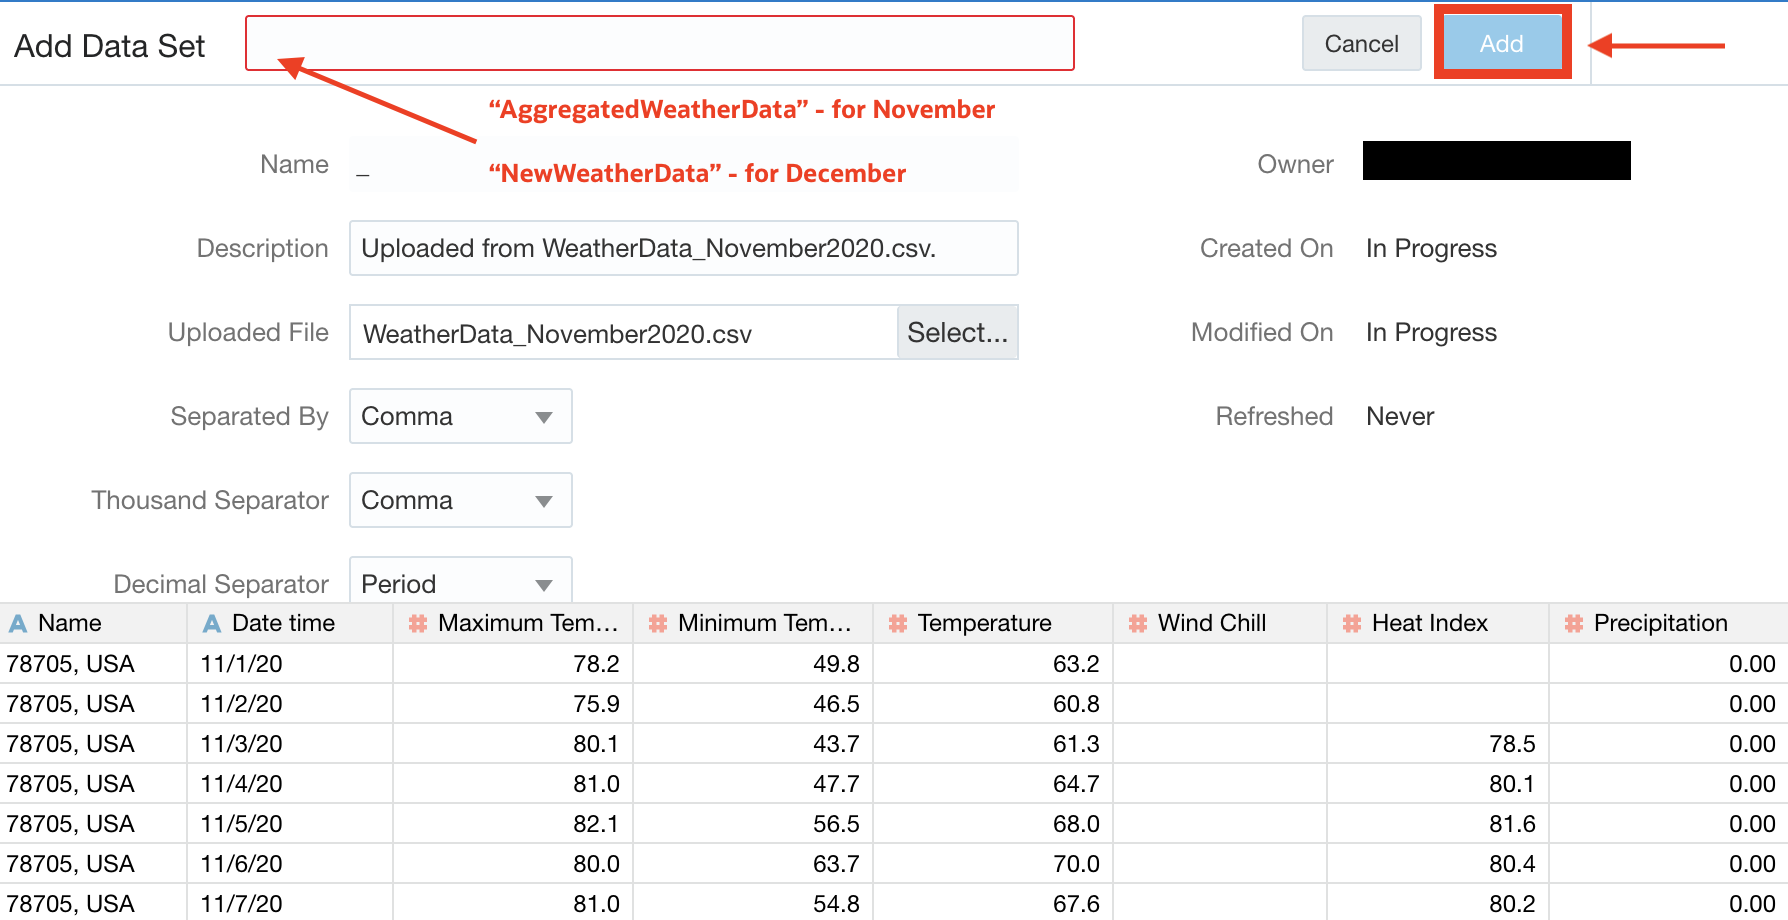 Add Data Set Cancel Add
“AggregatedWeatherData” - for November
Name _ “NewWeatherData” - for December Owner
Description Uploaded from WeatherData_November2020.csv. Created On In Progress
Uploaded File WeatherData_November2020.csv Select... Modified On In Progress
Separated By Comma Refreshed Never
Thousand Separator Comma
Decimal Separator Period
A Name A Date time # Maximum Tem... # Minimum Tem... # Temperature # Wind Chill # Heat Index # Precipitation
78705, USA 11/1/20 78.2 49.8 63.2 0.00
78705, USA 11/2/20 75.9 46.5 60.8 0.00
78705, USA 11/3/20 80.1 43.7 61.3 78.5 0.00
78705, USA 11/4/20 81.0 47.7 64.7 80.1 0.00
78705, USA 11/5/20 82.1 56.5 68.0 81.6 0.00
78705, USA 11/6/20 80.0 63.7 70.0 80.4 0.00
78705, USA 11/7/20 81.0 54.8 67.6 80.2 0.00